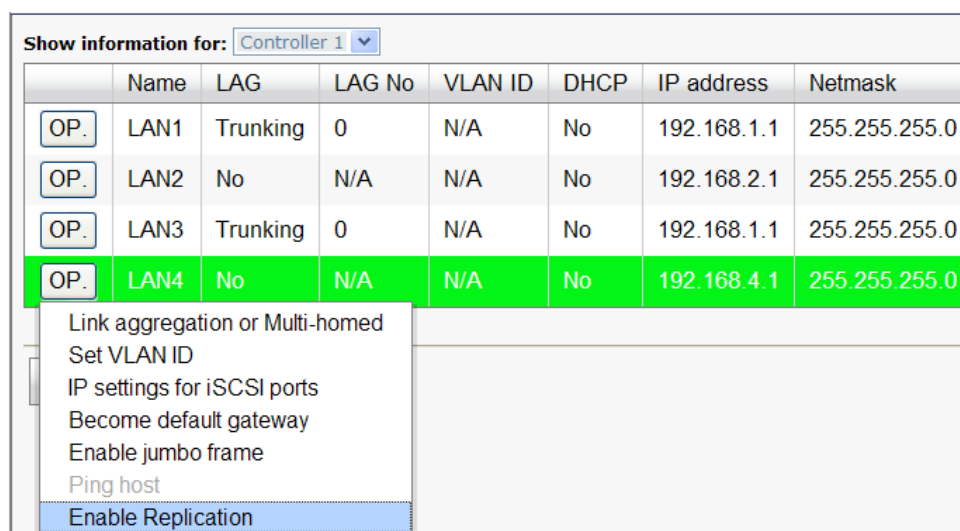 Show information for: Controller 1
Name LAG LAG No VLAN ID DHCP IP address Netmask
OP. LAN1 Trunking 0 N/A No 192.168.1.1 255.255.255.0
OP. LAN2 No N/A N/A No 192.168.2.1 255.255.255.0
OP. LAN3 Trunking 0 N/A No 192.168.1.1 255.255.255.0
OP. LAN4 No N/A N/A No 192.168.4.1 255.255.255.0
Link aggregation or Multi-homed
Set VLAN ID
IP settings for iSCSI ports
Become default gateway
Enable jumbo frame
Ping host
Enable Replication